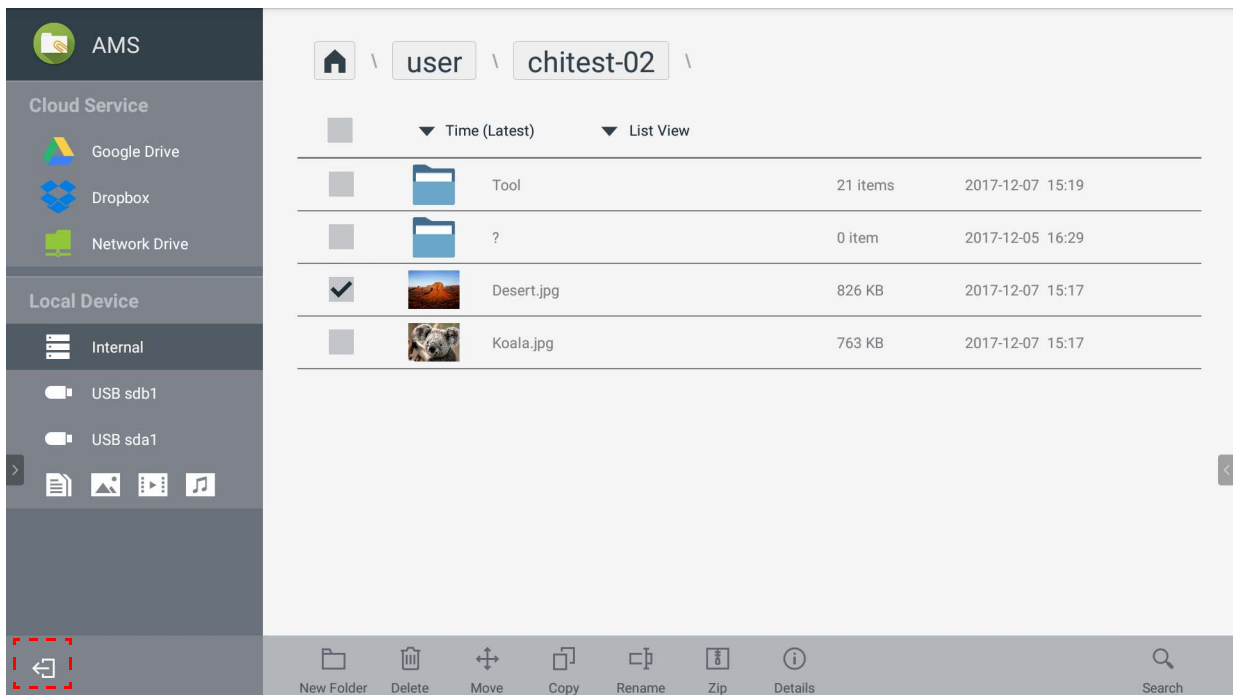 AMS
Cloud Service
Google Drive
Dropbox
Network Drive
Local Device
Internal
USB sdb1
USB sda1
\ user \ chitest-02 \
Time (Latest) List View
Tool 21 items 2017-12-07 15:19
? 0 item 2017-12-05 16:29
Desert.jpg 826 KB 2017-12-07 15:17
Koala.jpg 763 KB 2017-12-07 15:17
New Folder Delete Move Copy Rename Zip Details Search